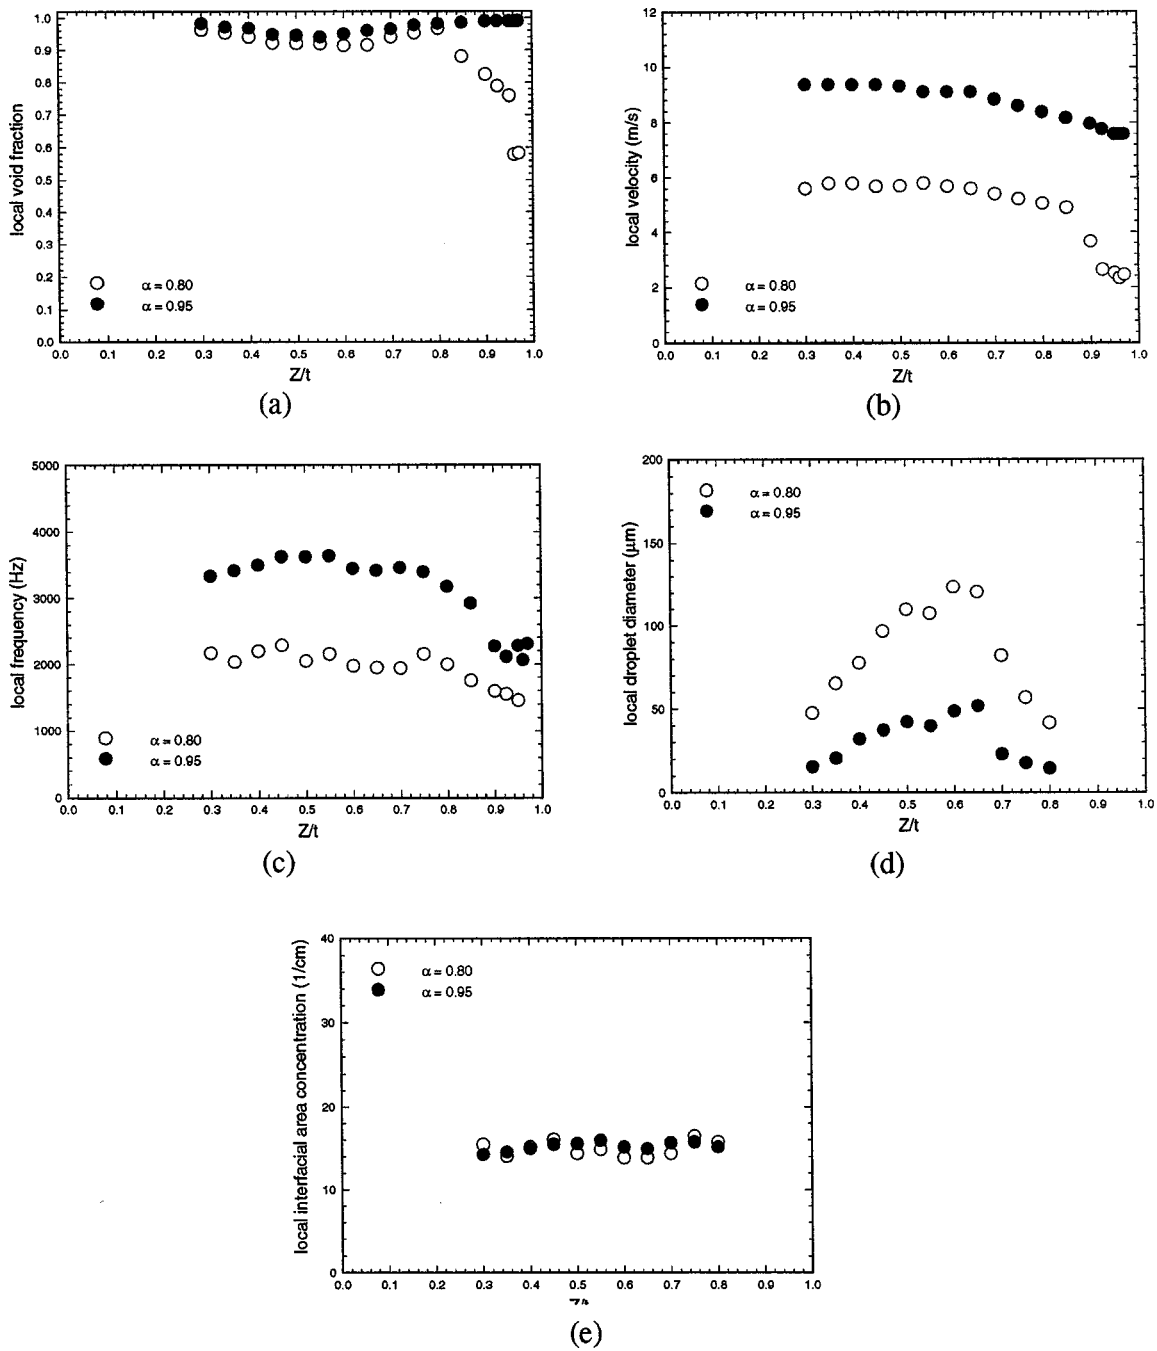 local void fraction
1.0
0.9
0.8
0.7
0.6
0.5
0.4
0.3
0.2
0.1
0.0
α = 0.80
α = 0.95
0.0 0.1 0.2 0.3 0.4 0.5 0.6 0.7 0.8 0.9 1.0
Z/t
(a)
local velocity (m/s)
12
10
8
6
4
2
0
α = 0.80
α = 0.95
0.0 0.1 0.2 0.3 0.4 0.5 0.6 0.7 0.8 0.9 1.0
Z/t
(b)
local frequency (Hz)
5000
4000
3000
2000
1000
0
α = 0.80
α = 0.95
0.0 0.1 0.2 0.3 0.4 0.5 0.6 0.7 0.8 0.9 1.0
Z/t
(c)
local droplet diameter (μm)
200
150
100
50
0
α = 0.80
α = 0.95
0.0 0.1 0.2 0.3 0.4 0.5 0.6 0.7 0.8 0.9 1.0
Z/t
(d)
local interfacial area concentration (1/cm)
40
30
20
10
0
α = 0.80
α = 0.95
0.0 0.1 0.2 0.3 0.4 0.5 0.6 0.7 0.8 0.9 1.0
(e)